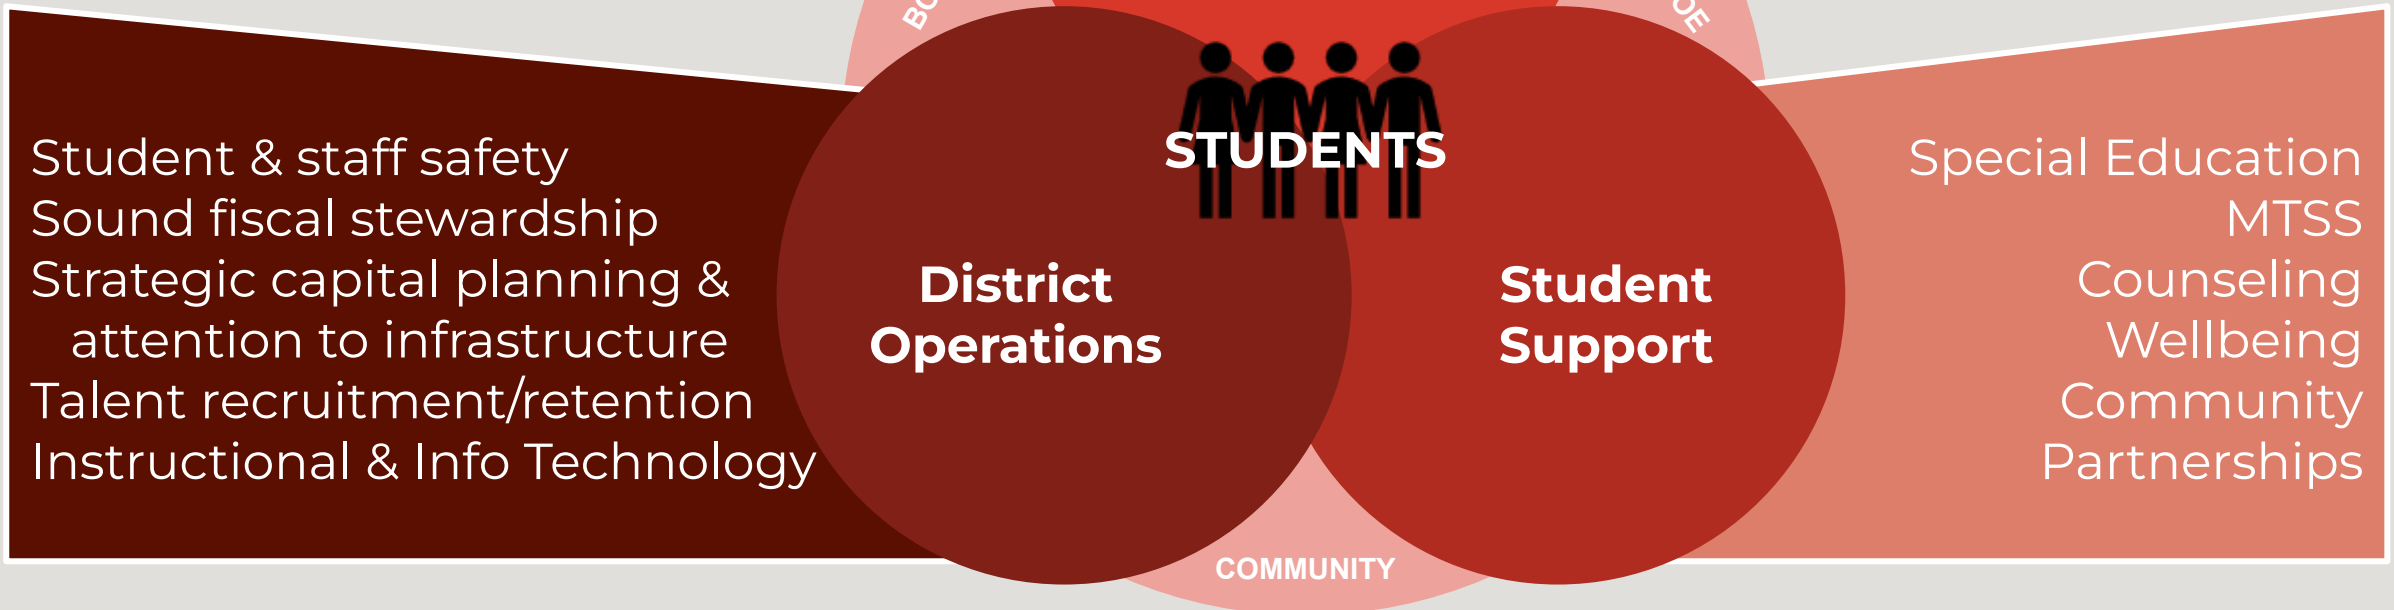 STUDENTS
Student & staff safety
Sound fiscal stewardship
Strategic capital planning &
attention to infrastructure
Talent recruitment/retention
Instructional & Info Technology
District
Operations
Student
Support
Special Education
MTSS
Counseling
Wellbeing
Community
Partnerships
COMMUNITY